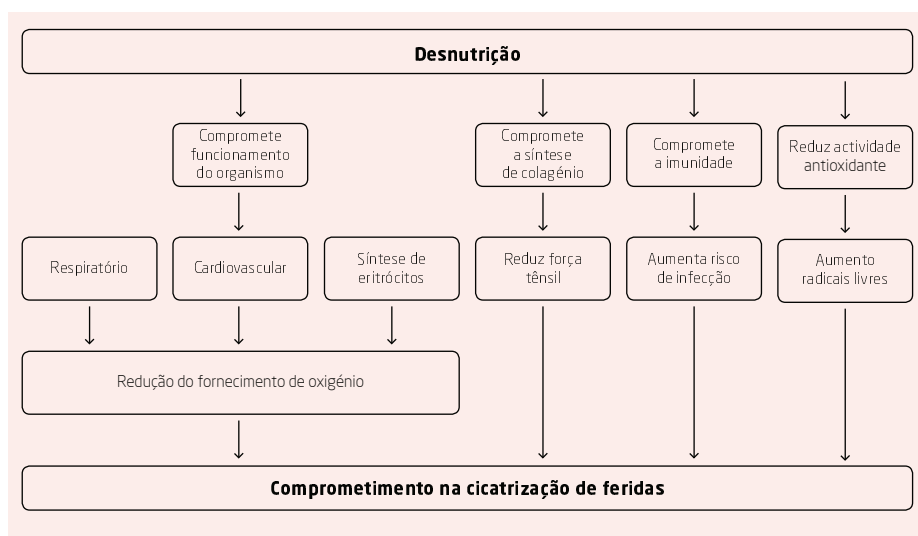 Desnutrição
Compromete
funcionamento
do organismo
Compromete
a síntese
de colagénio
Compromete
a imunidade
Reduz actividade
antioxidante
Respiratório
Cardiovascular
Síntese de
eritrócitos
Reduz força
tênsil
Aumenta risco
de infecção
Aumento
radicais livres
Redução do fornecimento de oxigénio
Comprometimento na cicatrização de feridas